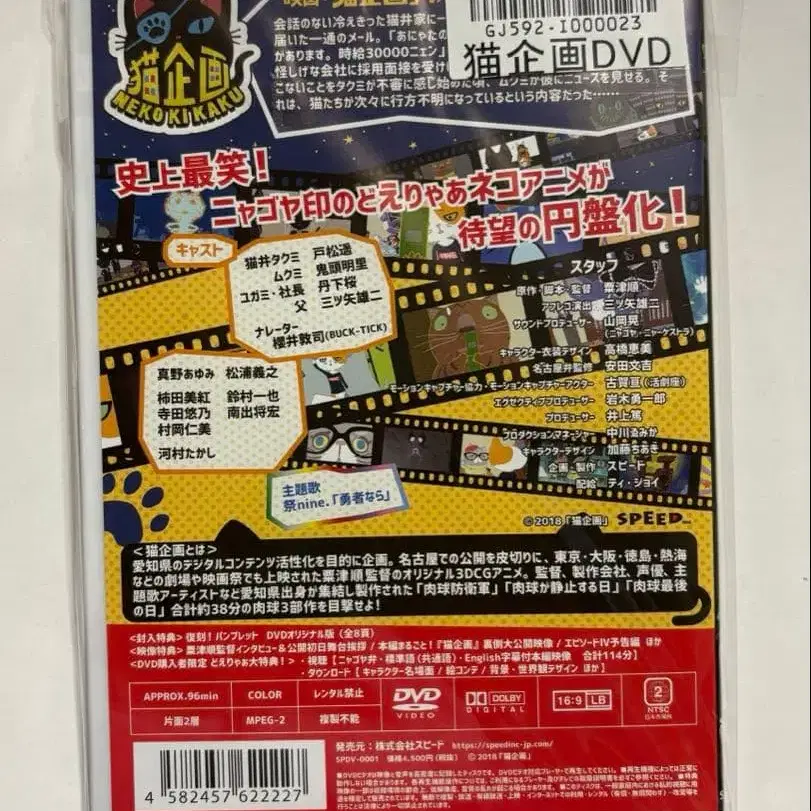 GJ592-I000023
猫企画DVD
猫企画
NEKO KI KAKU
会話のない冷えきった猫井家に一
届いた一通のメール。「あにゃたの
があります。時給30000ニェン」
怪しげな会社に採用面接を受け
こないことをタクミが不審に感じ始めた頃、ムクミが彼にニュースを見せる。そ
れは、猫たちが次々に行方不明になっているという内容だった……
史上最笑!
ニャゴヤ印のどえりゃあネコアニメが
待望の円盤化!
キャスト
猫井タクミ 戸松遥
ムクミ 鬼頭明里
ユガミ・社長 丹下桜
父 三ツ矢雄二
ナレーター
櫻井敦司(BUCK-TICK)
真野あゆみ 松浦義之
柿田美紅 鈴村一也
寺田悠乃 南出将宏
村岡仁美
河村たかし
主題歌
祭nine.「勇者なら」
スタッフ
原作・脚本・監督 粟津順
アフレコ演出 三ツ矢雄二
サウンドプロデューサー 山岡晃
(ニャゴヤ・ニャーケストラ)
キャラクター衣装デザイン 高橋恵美
名古屋弁監修 安田文吉
モーションキャプチャー協力・モーションキャプチャーアクター 古賀亘(活劇座)
エグゼクティブプロデューサー 岩木勇一郎
プロデューサー 井上篤
プロダクションマネージャー 中川るみか
キャラクターデザイン 加藤ちあき
企画・製作 スピード
配給 ティ・ジョイ
©2018「猫企画」 SPEED
<猫企画とは>
愛知県のデジタルコンテンツ活性化を目的に企画。名古屋での公開を皮切りに、東京・大阪・徳島・熱海
などの劇場や映画祭でも上映された粟津順監督のオリジナル3DCGアニメ。監督、製作会社、声優、主
題歌アーティストなど愛知県出身が集結し製作された「肉球防衛軍」「肉球が静止する日」「肉球最後
の日」合計約38分の肉球3部作を目撃せよ!
<封入特典> 復刻!パンフレット DVDオリジナル版(全8頁)
<映像特典> 粟津順監督インタビュー&公開初日舞台挨拶 / 本編まるごと!『猫企画』裏側大公開映像 / エピソードIV予告編 ほか
<DVD購入者限定 どえりゃあ大特典!> ・視聴【ニャゴヤ弁・標準語(共通語)・English字幕付本編映像 合計114分】
・ダウンロード【キャラクター名場面 / 絵コンテ / 背景・世界観デザイン ほか】
APPROX.96min COLOR レンタル禁止 DVD VIDEO DOLBY DIGITAL 16:9 LB 2 NTSC 日本市場向
片面2層 MPEG-2 複製不能
発売元:株式会社スピード https://speedinc-jp.com/
SPDV-0001 価格4,500円(税抜) ©2018「猫企画」
4 582457 622227